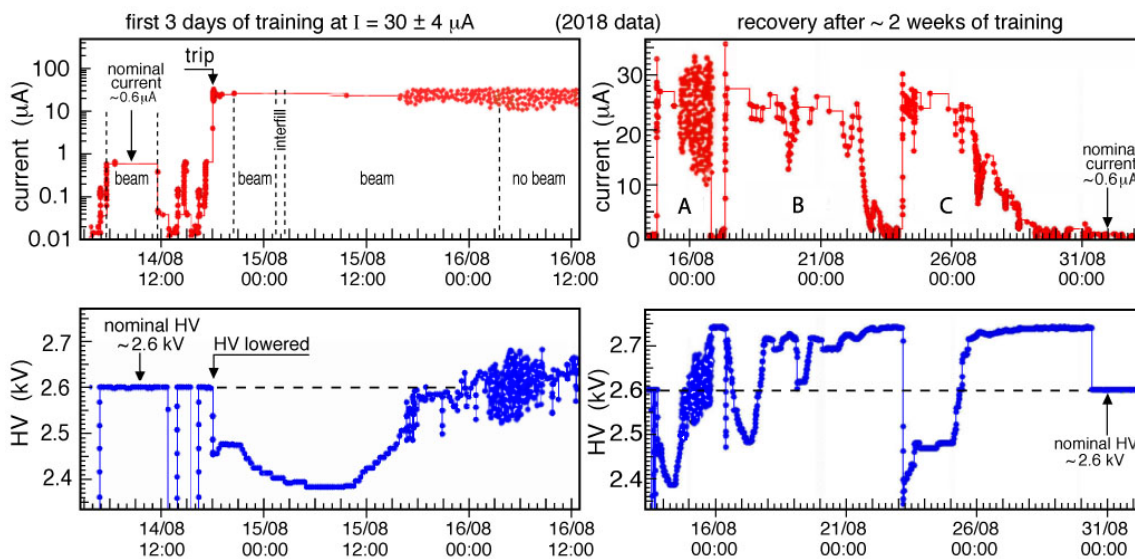 first 3 days of training at I = 30 ± 4 µA
(2018 data)
recovery after ~ 2 weeks of training
current (µA)
100
10
1
0.1
0.01
nominal
current
~0.6µA
trip
beam
beam
interfill
beam
no beam
14/08
12:00
15/08
00:00
15/08
12:00
16/08
00:00
16/08
12:00
current (µA)
30
20
10
0
A
B
C
nominal
current
~0.6µA
16/08
00:00
21/08
00:00
26/08
00:00
31/08
00:00
HV (kV)
2.7
2.6
2.5
2.4
nominal HV
~2.6 kV
HV lowered
14/08
12:00
15/08
00:00
15/08
12:00
16/08
00:00
16/08
12:00
HV (kV)
2.7
2.6
2.5
2.4
nominal HV
~2.6 kV
16/08
00:00
21/08
00:00
26/08
00:00
31/08
00:00